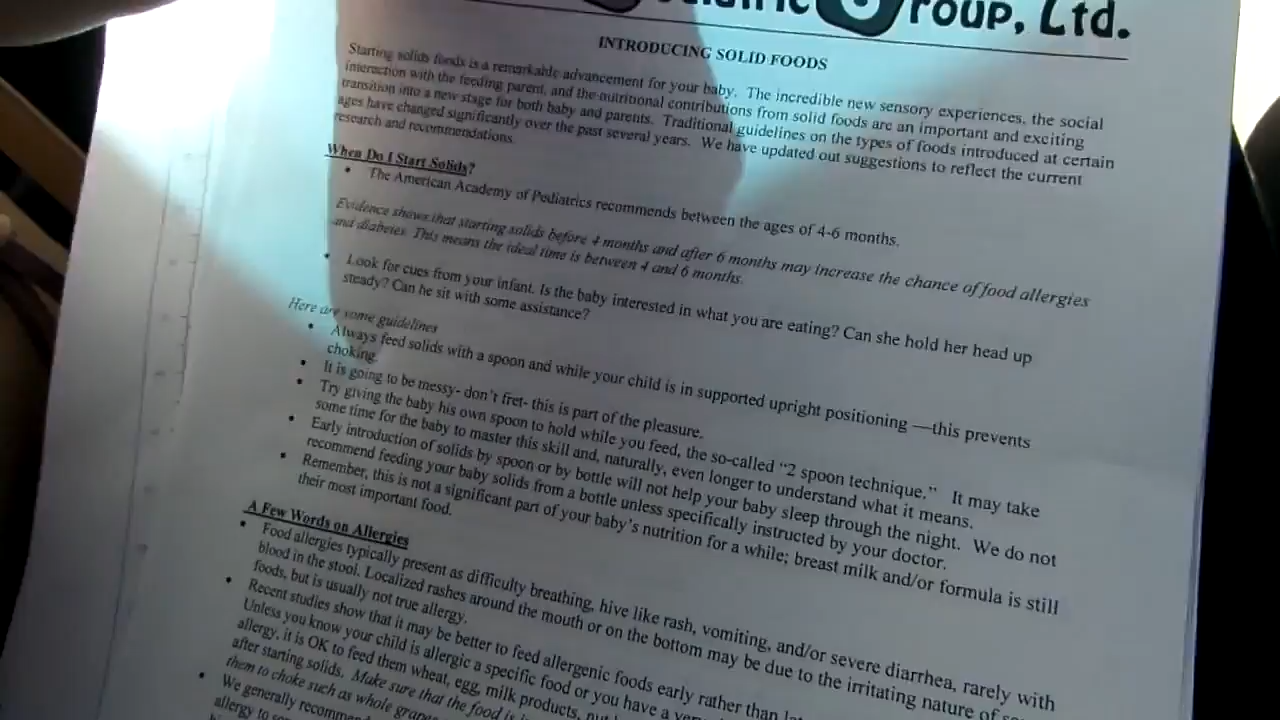 roup, Ltd.
INTRODUCING SOLID FOODS
Starting solids foods is a remarkable advancement for your baby. The incredible new sensory experiences, the social
interaction with the feeding parent, and the nutritional contributions from solid foods are an important and exciting
transition into a new stage for both baby and parents. Traditional guidelines on the types of foods introduced at certain
ages have changed significantly over the past several years. We have updated out suggestions to reflect the current
research and recommendations.
When Do I Start Solids?
• The American Academy of Pediatrics recommends between the ages of 4-6 months.
Evidence shows that starting solids before 4 months and after 6 months may increase the chance of food allergies
and diabetes. This means the ideal time is between 4 and 6 months.
• Look for cues from your infant. Is the baby interested in what you are eating? Can she hold her head up
steady? Can he sit with some assistance?
Here are some guidelines
• Always feed solids with a spoon and while your child is in supported upright positioning —this prevents
choking.
• It is going to be messy- don't fret- this is part of the pleasure.
• Try giving the baby his own spoon to hold while you feed, the so-called "2 spoon technique." It may take
some time for the baby to master this skill and, naturally, even longer to understand what it means.
• Early introduction of solids by spoon or by bottle will not help your baby sleep through the night. We do not
recommend feeding your baby solids from a bottle unless specifically instructed by your doctor.
• Remember, this is not a significant part of your baby's nutrition for a while; breast milk and/or formula is still
their most important food.
A Few Words on Allergies
• Food allergies typically present as difficulty breathing, hive like rash, vomiting, and/or severe diarrhea, rarely with
blood in the stool. Localized rashes around the mouth or on the bottom may be due to the irritating nature of
foods, but is usually not true allergy.
• Recent studies show that it may be better to feed allergenic foods early rather than
Unless you know your child is allergic a specific food or you have a
allergy, it is OK to feed them wheat, egg, milk products,
after starting solids. Make sure that the food is
them to choke such as whole
• We generally
allergy to